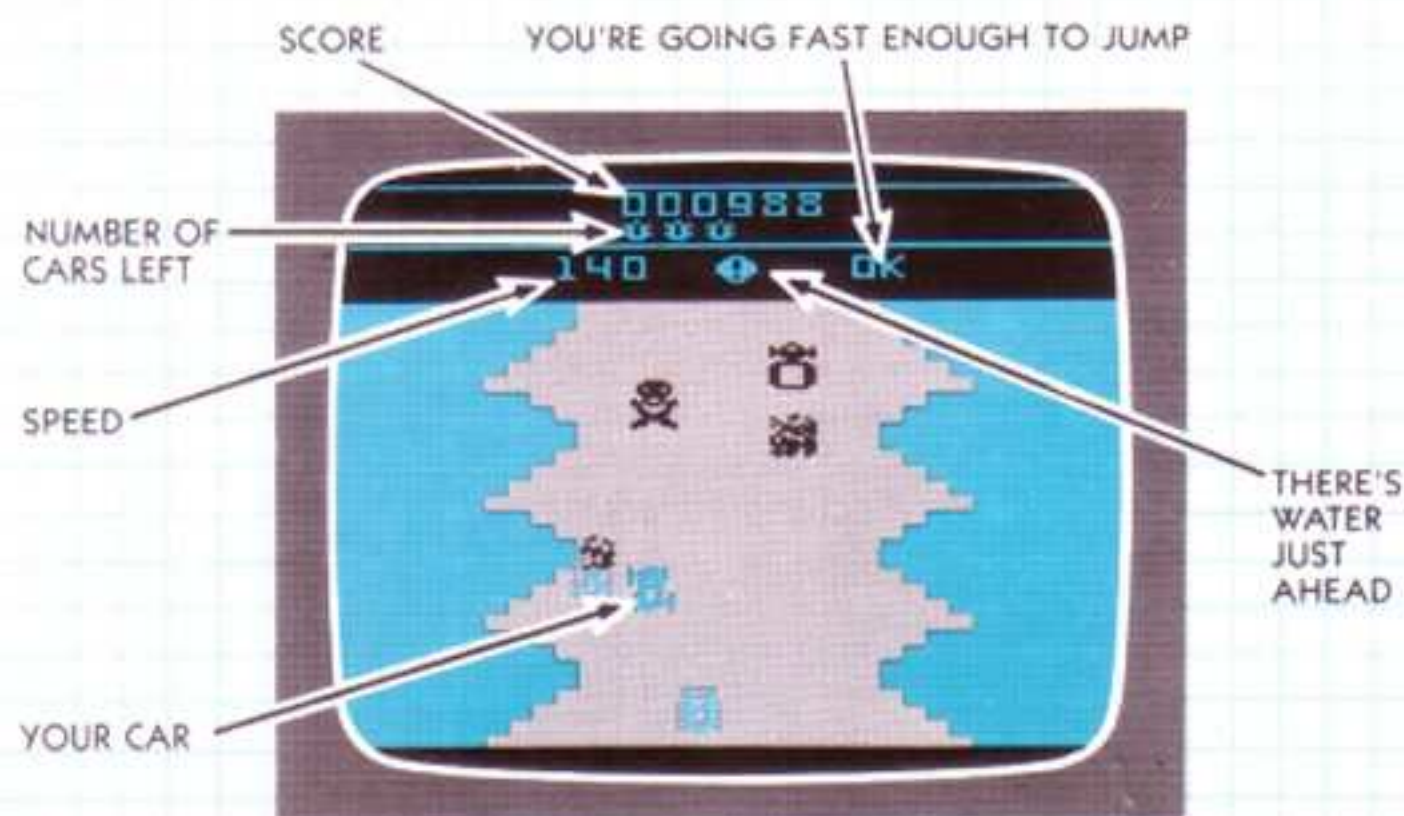 SCORE
YOU'RE GOING FAST ENOUGH TO JUMP
000988
NUMBER OF
CARS LEFT
140
OK
SPEED
THERE'S
WATER
JUST
AHEAD
YOUR CAR